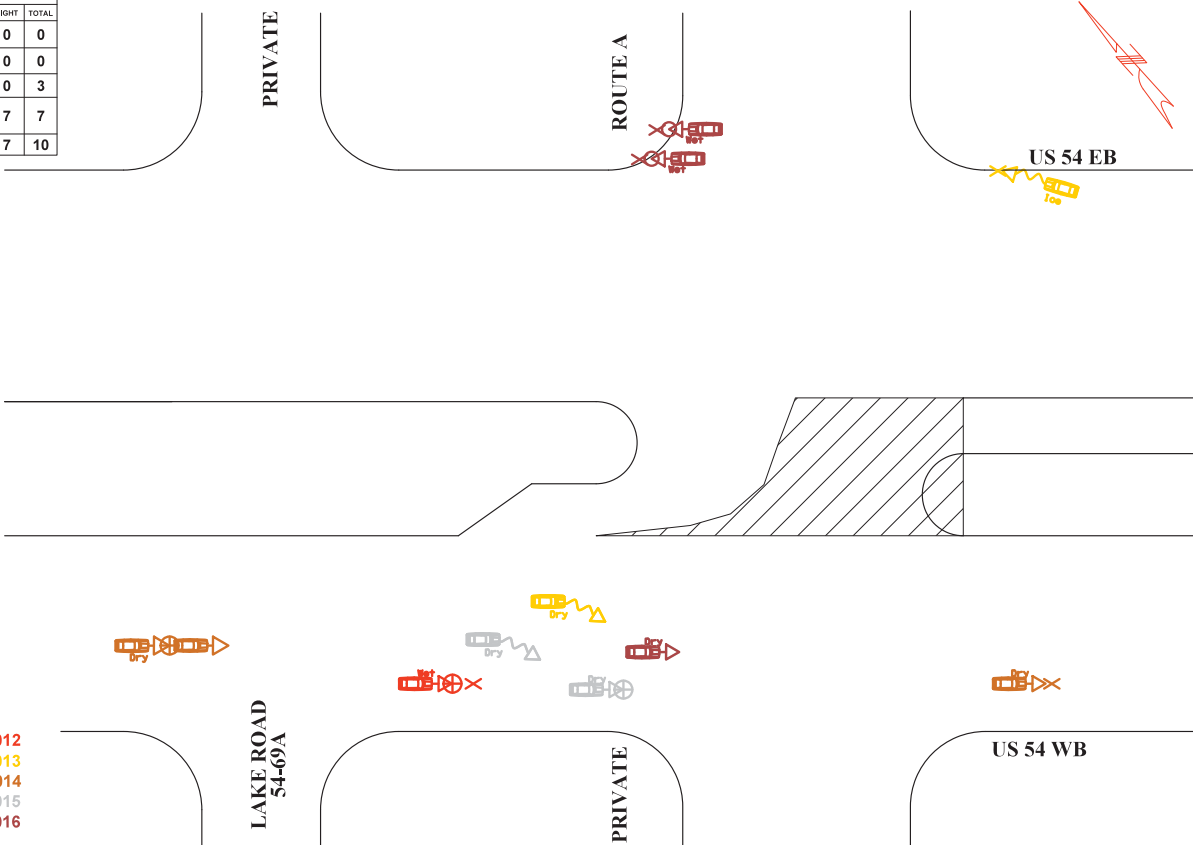 IGHT TOTAL
0 0
0 0
0 3
7 7
7 10
PRIVATE
ROUTE A
Wet
Wet
US 54 EB
Ice
Dry
Dry
Dry
Dry
Wet
LAKE ROAD
54-69A
PRIVATE
US 54 WB
012
013
014
015
016